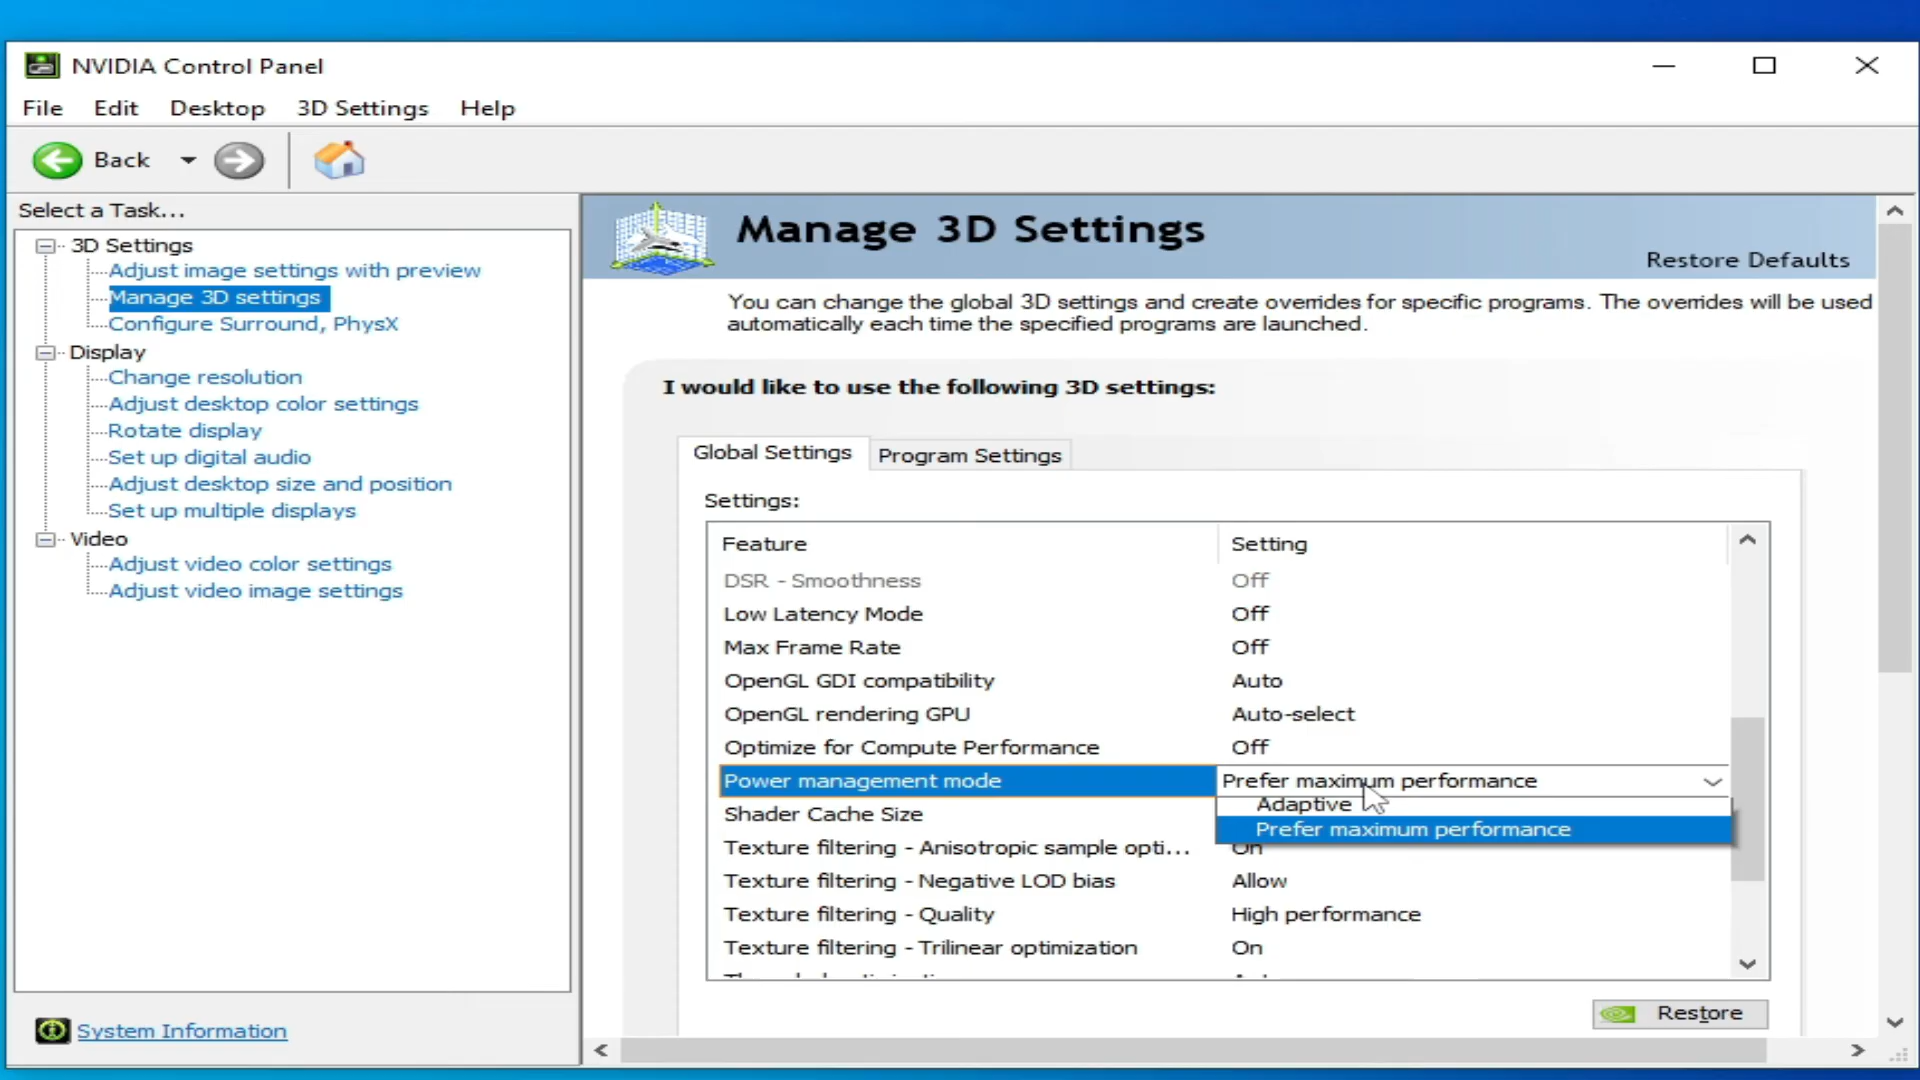 NVIDIA Control Panel
File Edit Desktop 3D Settings Help
Back
Select a Task...
3D Settings
Adjust image settings with preview
Manage 3D settings
Configure Surround, PhysX
Display
Change resolution
Adjust desktop color settings
Rotate display
Set up digital audio
Adjust desktop size and position
Set up multiple displays
Video
Adjust video color settings
Adjust video image settings
System Information
Manage 3D Settings
Restore Defaults
You can change the global 3D settings and create overrides for specific programs. The overrides will be used
automatically each time the specified programs are launched.
I would like to use the following 3D settings:
Global Settings Program Settings
Settings:
Feature Setting
DSR - Smoothness Off
Low Latency Mode Off
Max Frame Rate Off
OpenGL GDI compatibility Auto
OpenGL rendering GPU Auto-select
Optimize for Compute Performance Off
Power management mode Prefer maximum performance
Adaptive
Shader Cache Size
Prefer maximum performance
Texture filtering - Anisotropic sample opti... On
Texture filtering - Negative LOD bias Allow
Texture filtering - Quality High performance
Texture filtering - Trilinear optimization On
Restore